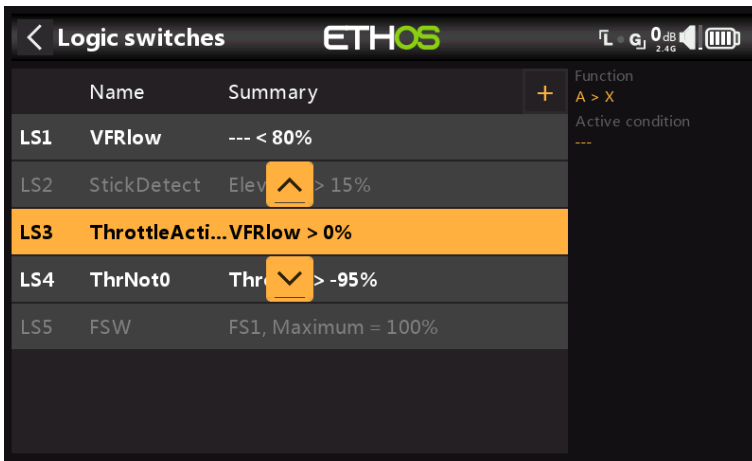 Logic switches
ETHOS
0dB
2.4G
Name Summary +
LS1 VFRlow --- < 80%
LS2 StickDetect Elev > 15%
LS3 ThrottleActi... VFRlow > 0%
LS4 ThrNot0 Thr > -95%
LS5 FSW FS1, Maximum = 100%
Function
A > X
Active condition
---